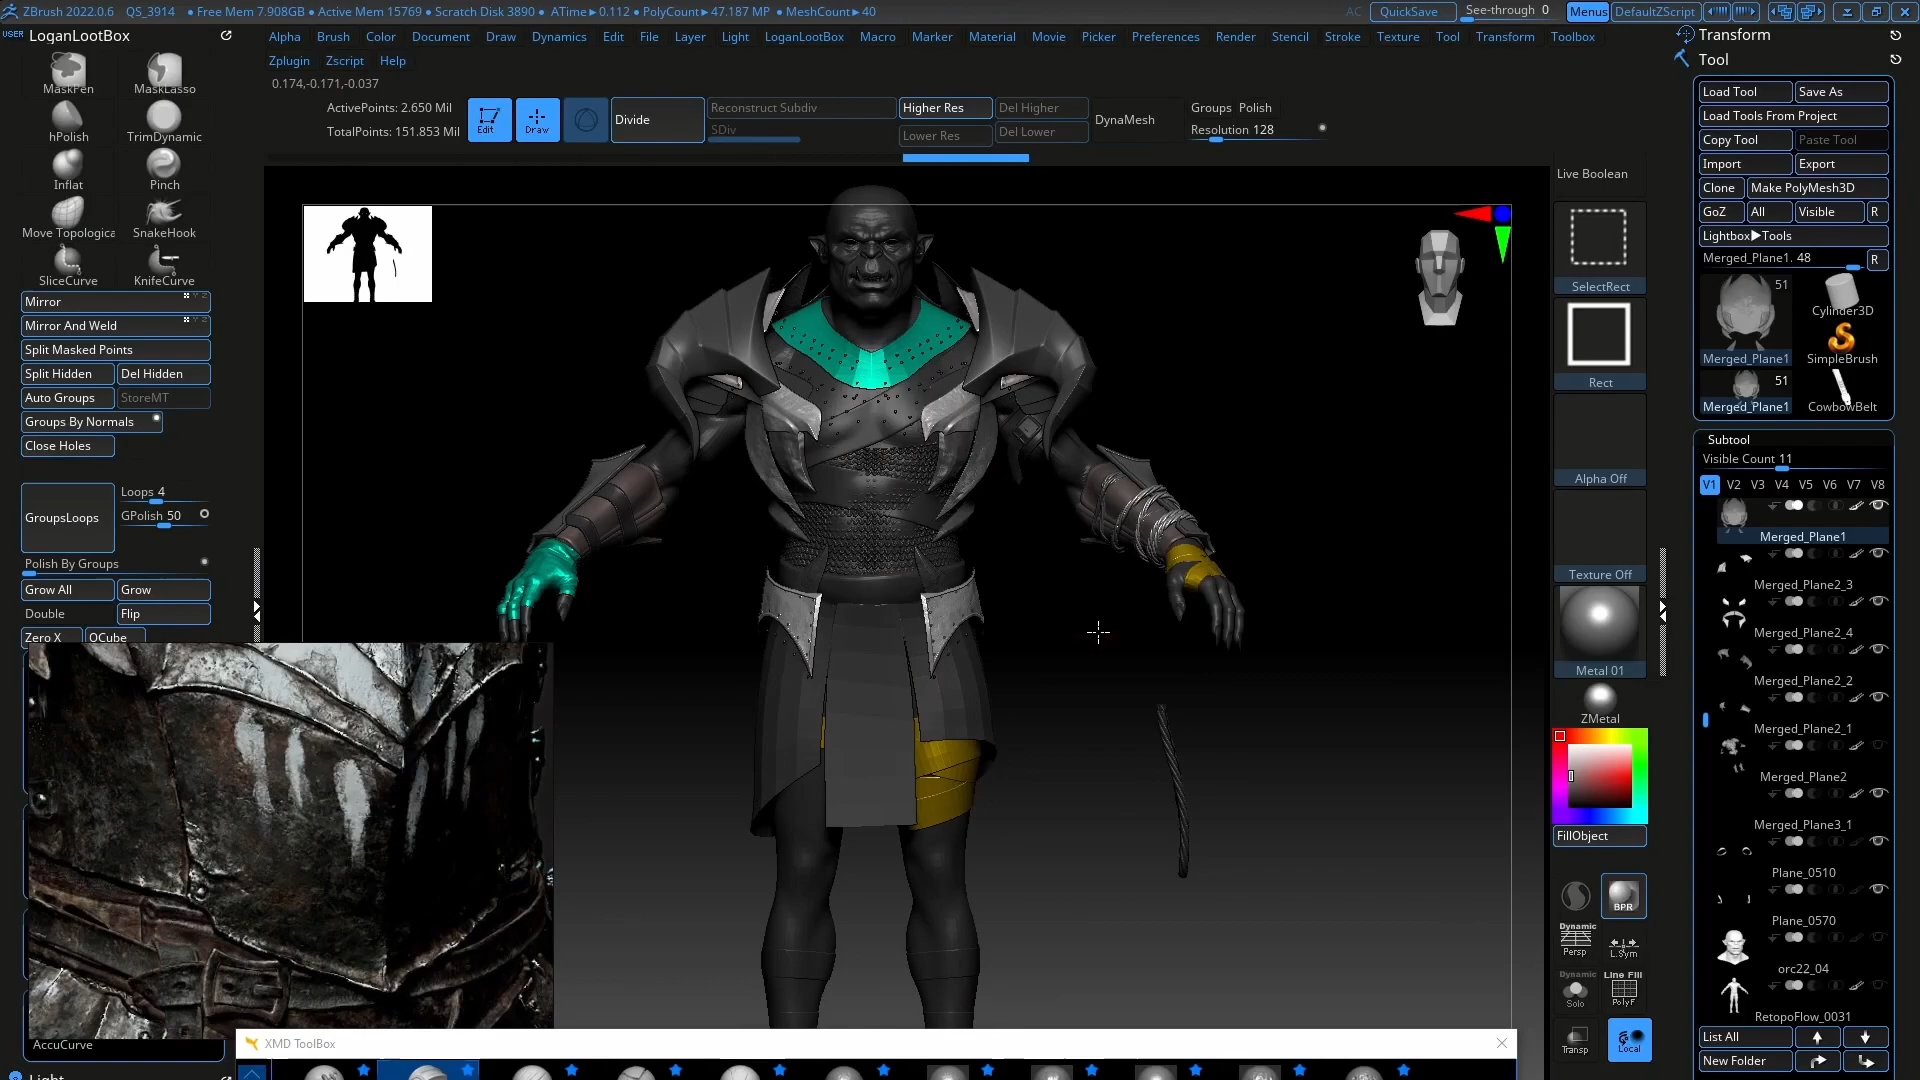 ZBrush 2022.0.6 QS_3914 ● Free Mem 7.908GB ● Active Mem 15769 ● Scratch Disk 3890 ● ATime►0.112 ● PolyCount►47.187 MP ● MeshCount►40
AC QuickSave See-through 0 Menus DefaultZScript
USER LoganLootBox
Alpha Brush Color Document Draw Dynamics Edit File Layer Light LoganLootBox Macro Marker Material Movie Picker Preferences Render Stencil Stroke Texture Tool Transform Toolbox
Zplugin Zscript Help
0.174,-0.171,-0.037
ActivePoints: 2.650 Mil
TotalPoints: 151.853 Mil
Edit
Draw
Divide
Reconstruct Subdiv
SDiv
Higher Res
Lower Res
Del Higher
Del Lower
DynaMesh
Groups Polish
Resolution 128
MaskPen MaskLasso
hPolish TrimDynamic
Inflat Pinch
Move Topologica SnakeHook
SliceCurve KnifeCurve
Mirror
Mirror And Weld
Split Masked Points
Split Hidden Del Hidden
Auto Groups StoreMT
Groups By Normals
Close Holes
GroupsLoops
Loops 4
GPolish 50
Polish By Groups
Grow All Grow
Double Flip
Zero X QCube
AccuCurve
Light
XMD ToolBox
Live Boolean
SelectRect
Rect
Alpha Off
Texture Off
Metal 01
ZMetal
FillObject
BPR
Dynamic
Persp
L.Sym
Dynamic
Solo
Line Fill
PolyF
Transp
Local
Transform
Tool
Load Tool Save As
Load Tools From Project
Copy Tool Paste Tool
Import Export
Clone Make PolyMesh3D
GoZ All Visible R
Lightbox►Tools
Merged_Plane1. 48 R
51
Cylinder3D
Merged_Plane1 SimpleBrush
51
Merged_Plane1 CowbowBelt
Subtool
Visible Count 11
V1 V2 V3 V4 V5 V6 V7 V8
Merged_Plane1
Merged_Plane2_3
Merged_Plane2_4
Merged_Plane2_2
Merged_Plane2_1
Merged_Plane2
Merged_Plane3_1
Plane_0510
Plane_0570
orc22_04
RetopoFlow_0031
List All
New Folder